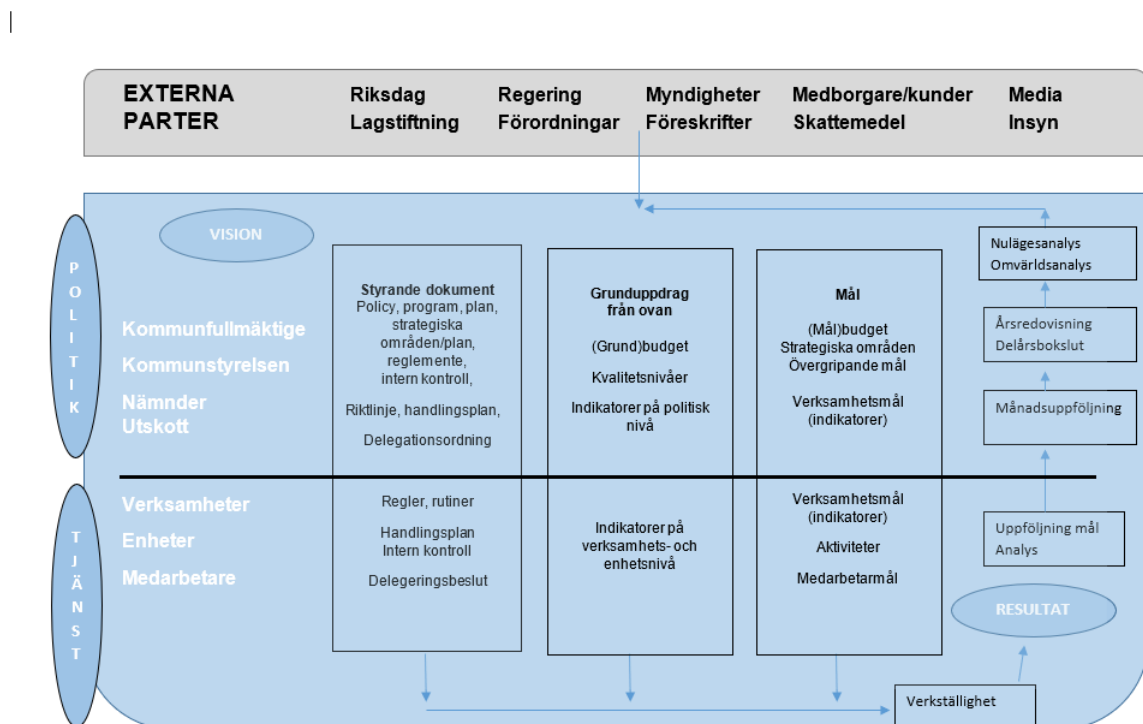 EXTERNA
PARTER
Riksdag
Lagstiftning
Regering
Förordningar
Myndigheter
Föreskrifter
Medborgare/kunder
Skattemedel
Media
Insyn
POLITIK
VISION
Kommunfullmäktige
Kommunstyrelsen
Nämnder
Utskott
Styrande dokument
Policy, program, plan,
strategiska
områden/plan,
reglemente,
intern kontroll,
Riktlinje, handlingsplan,
Delegationsordning
Grunduppdrag
från ovan
(Grund)budget
Kvalitetsnivåer
Indikatorer på politisk
nivå
Mål
(Mål)budget
Strategiska områden
Övergripande mål
Verksamhetsmål
(indikatorer)
Nulägesanalys
Omvärldsanalys
Årsredovisning
Delårsbokslut
Månadsuppföljning
TJÄNST
Verksamheter
Enheter
Medarbetare
Regler, rutiner
Handlingsplan
Intern kontroll
Delegeringsbeslut
Indikatorer på
verksamhets- och
enhetsnivå
Verksamhetsmål
(indikatorer)
Aktiviteter
Medarbetarmål
Uppföljning mål
Analys
RESULTAT
Verkställighet